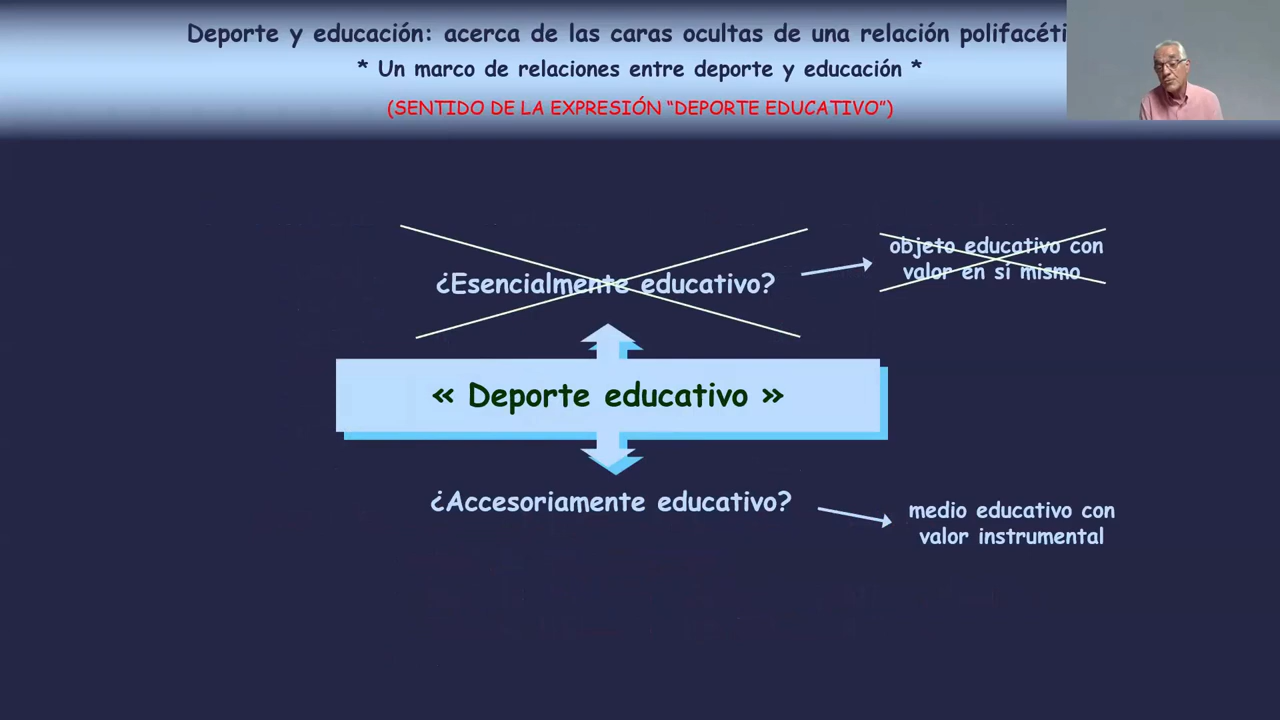 Deporte y educación: acerca de las caras ocultas de una relación polifacéti
* Un marco de relaciones entre deporte y educación *
(SENTIDO DE LA EXPRESIÓN “DEPORTE EDUCATIVO”)
objeto educativo con
valor en sí mismo
¿Esencialmente educativo?
« Deporte educativo »
¿Accesoriamente educativo?
medio educativo con
valor instrumental